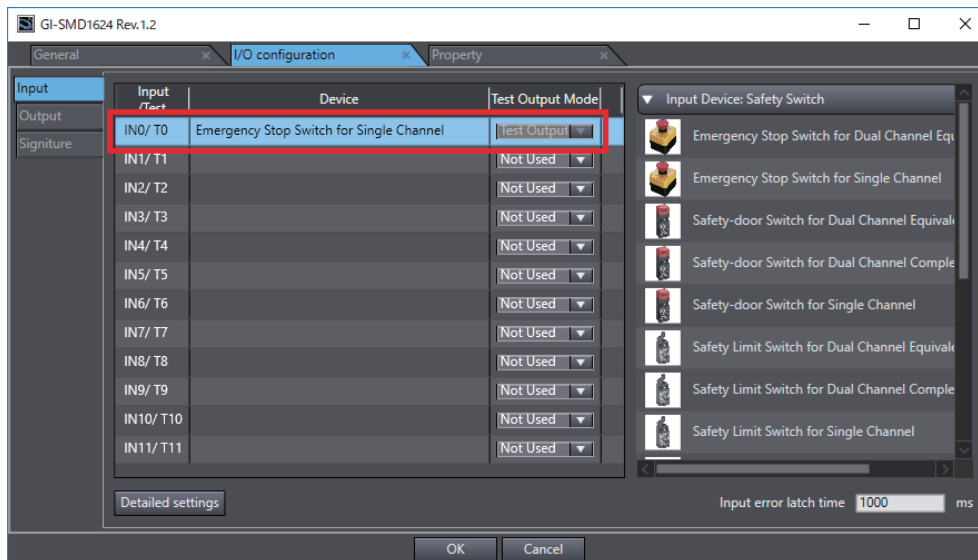 GI-SMD1624 Rev.1.2
General
I/O configuration
Property
Input
Output
Signiture
Input
/Test
Device
Test Output Mode
IN0/ T0 Emergency Stop Switch for Single Channel Test Output
IN1/ T1 Not Used
IN2/ T2 Not Used
IN3/ T3 Not Used
IN4/ T4 Not Used
IN5/ T5 Not Used
IN6/ T6 Not Used
IN7/ T7 Not Used
IN8/ T8 Not Used
IN9/ T9 Not Used
IN10/ T10 Not Used
IN11/ T11 Not Used
Input Device: Safety Switch
Emergency Stop Switch for Dual Channel Equ
Emergency Stop Switch for Single Channel
Safety-door Switch for Dual Channel Equivale
Safety-door Switch for Dual Channel Comple
Safety-door Switch for Single Channel
Safety Limit Switch for Dual Channel Equivale
Safety Limit Switch for Dual Channel Comple
Safety Limit Switch for Single Channel
Detailed settings
Input error latch time 1000 ms
OK Cancel